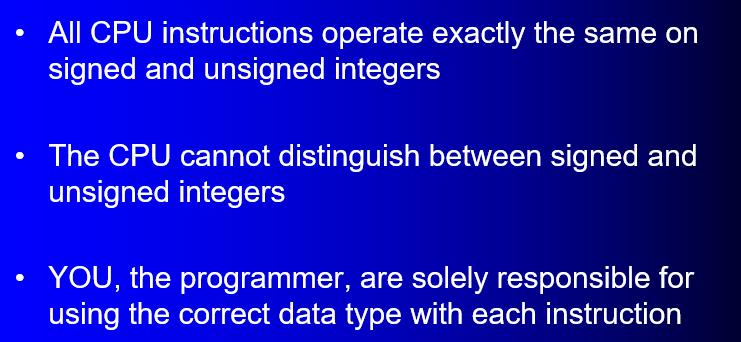 • All CPU instructions operate exactly the same on
signed and unsigned integers
• The CPU cannot distinguish between signed and
unsigned integers
• YOU, the programmer, are solely responsible for
using the correct data type with each instruction